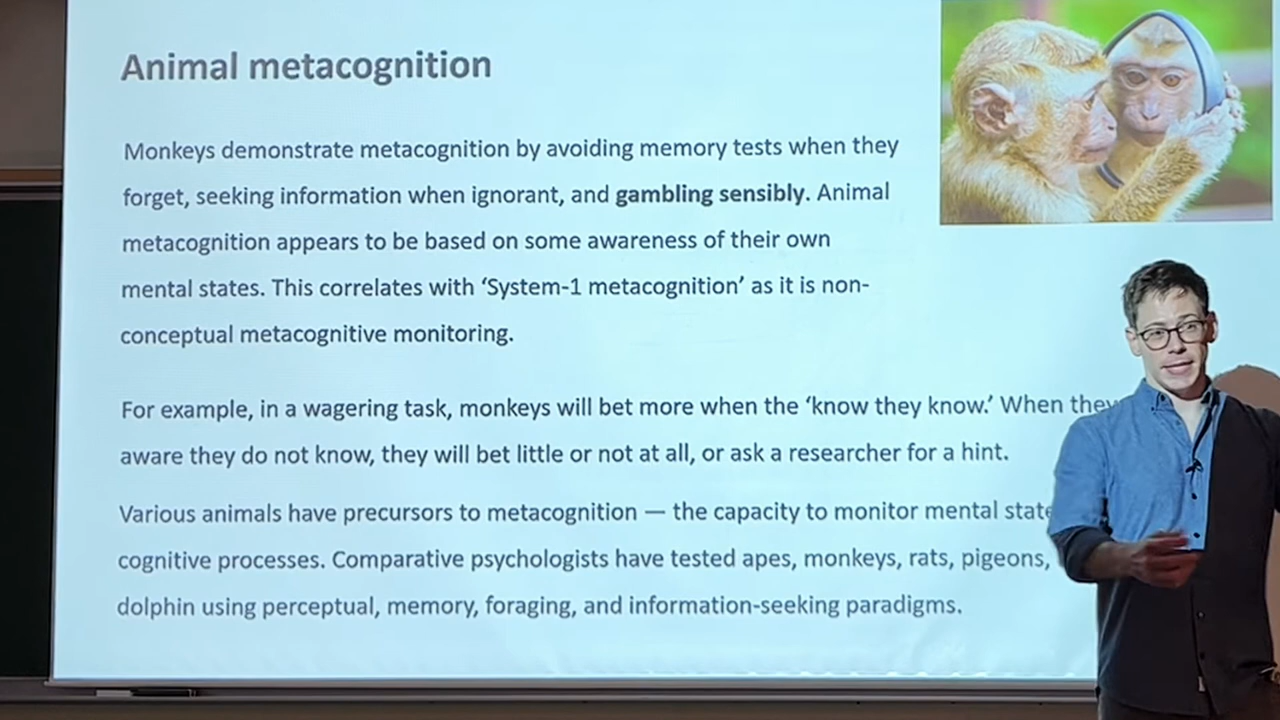 Animal metacognition
Monkeys demonstrate metacognition by avoiding memory tests when they
forget, seeking information when ignorant, and gambling sensibly. Animal
metacognition appears to be based on some awareness of their own
mental states. This correlates with ‘System-1 metacognition’ as it is non-
conceptual metacognitive monitoring.
For example, in a wagering task, monkeys will bet more when the ‘know they know.’ When they
aware they do not know, they will bet little or not at all, or ask a researcher for a hint.
Various animals have precursors to metacognition — the capacity to monitor mental
cognitive processes. Comparative psychologists have tested apes, monkeys, rats, pigeons,
dolphin using perceptual, memory, foraging, and information-seeking paradigms.